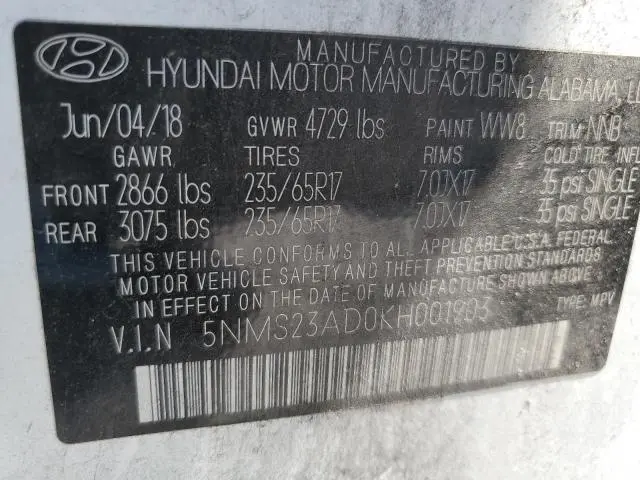 MANUFACTURED BY
HYUNDAI MOTOR MANUFACTURING ALABAMA,
Jun/04/18 GVWR 4729 lbs PAINT WW8 TRIM NNB
GAWR TIRES RIMS COLD TIRE INFL
FRONT 2866 lbs 235/65R17 7.0JX17 35 psi SINGLE
REAR 3075 lbs 235/65R17 7.0JX17 35 psi SINGLE
THIS VEHICLE CONFORMS TO ALL APPLICABLE U.S.A. FEDERAL
MOTOR VEHICLE SAFETY AND THEFT PREVENTION STANDARDS
IN EFFECT ON THE DATE OF MANUFACTURE SHOWN ABOVE.
V.I.N 5NMS23AD0KH001903 TYPE: MPV